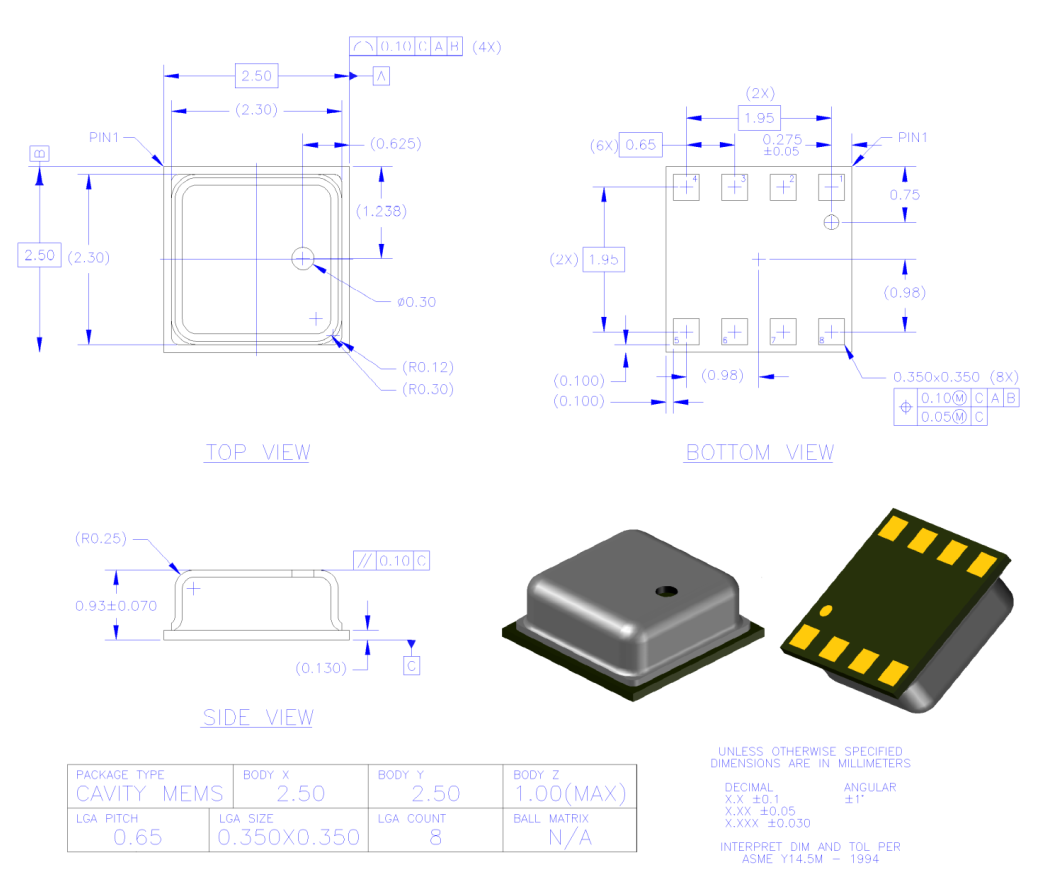 ⌓ 0.10 C A B (4X)
2.50
A
(2.30)
PIN1
(0.625)
B
(1.238)
2.50
(2.30)
⌀0.30
(R0.12)
(R0.30)
TOP VIEW
(2X)
1.95
(6X) 0.65
0.275
±0.05
PIN1
4 3 2 1
0.75
(2X) 1.95
(0.98)
5 6 7 8
(0.100)
(0.98)
(0.100)
0.350x0.350 (8X)
⌖ 0.10Ⓜ C A B
0.05Ⓜ C
BOTTOM VIEW
(R0.25)
// 0.10 C
0.93±0.070
(0.130)
C
SIDE VIEW
PACKAGE TYPE
CAVITY MEMS
BODY X
2.50
BODY Y
2.50
BODY Z
1.00(MAX)
LGA PITCH
0.65
LGA SIZE
0.350X0.350
LGA COUNT
8
BALL MATRIX
N/A
UNLESS OTHERWISE SPECIFIED
DIMENSIONS ARE IN MILLIMETERS
DECIMAL ANGULAR
X.X ±0.1 ±1°
X.XX ±0.05
X.XXX ±0.030
INTERPRET DIM AND TOL PER
ASME Y14.5M – 1994